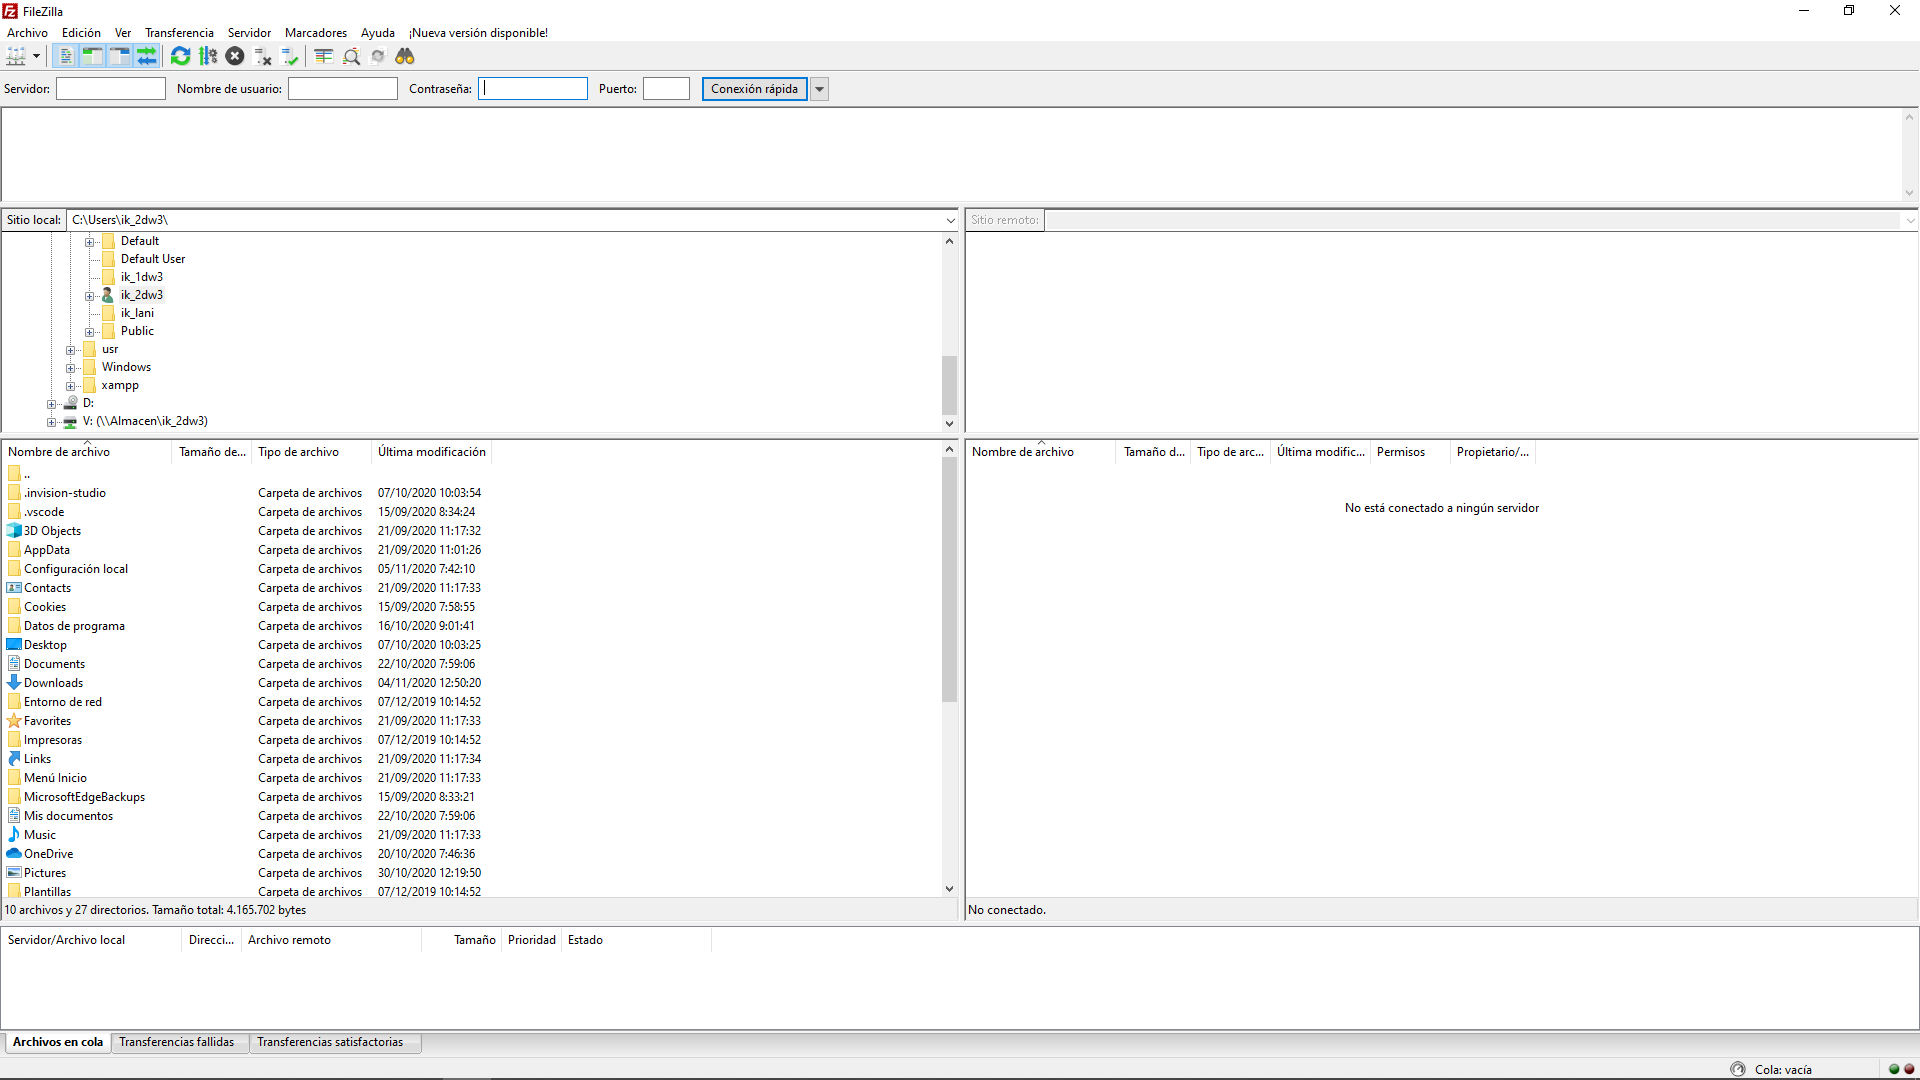 FileZilla
Archivo Edición Ver Transferencia Servidor Marcadores Ayuda ¡Nueva versión disponible!
Servidor: Nombre de usuario: Contraseña: Puerto: Conexión rápida
Sitio local: C:\Users\ik_2dw3\
Sitio remoto:
Default
Default User
ik_1dw3
ik_2dw3
ik_lani
Public
usr
Windows
xampp
D:
V: (\\Almacen\ik_2dw3)
Nombre de archivo Tamaño de... Tipo de archivo Última modificación
..
.invision-studio Carpeta de archivos 07/10/2020 10:03:54
.vscode Carpeta de archivos 15/09/2020 8:34:24
3D Objects Carpeta de archivos 21/09/2020 11:17:32
AppData Carpeta de archivos 21/09/2020 11:01:26
Configuración local Carpeta de archivos 05/11/2020 7:42:10
Contacts Carpeta de archivos 21/09/2020 11:17:33
Cookies Carpeta de archivos 15/09/2020 7:58:55
Datos de programa Carpeta de archivos 16/10/2020 9:01:41
Desktop Carpeta de archivos 07/10/2020 10:03:25
Documents Carpeta de archivos 22/10/2020 7:59:06
Downloads Carpeta de archivos 04/11/2020 12:50:20
Entorno de red Carpeta de archivos 07/12/2019 10:14:52
Favorites Carpeta de archivos 21/09/2020 11:17:33
Impresoras Carpeta de archivos 07/12/2019 10:14:52
Links Carpeta de archivos 21/09/2020 11:17:34
Menú Inicio Carpeta de archivos 21/09/2020 11:17:33
MicrosoftEdgeBackups Carpeta de archivos 15/09/2020 8:33:21
Mis documentos Carpeta de archivos 22/10/2020 7:59:06
Music Carpeta de archivos 21/09/2020 11:17:33
OneDrive Carpeta de archivos 20/10/2020 7:46:36
Pictures Carpeta de archivos 30/10/2020 12:19:50
Plantillas Carpeta de archivos 07/12/2019 10:14:52
10 archivos y 27 directorios. Tamaño total: 4.165.702 bytes
Nombre de archivo Tamaño d... Tipo de arc... Última modific... Permisos Propietario/...
No está conectado a ningún servidor
No conectado.
Servidor/Archivo local Direcci... Archivo remoto Tamaño Prioridad Estado
Archivos en cola Transferencias fallidas Transferencias satisfactorias
Cola: vacía